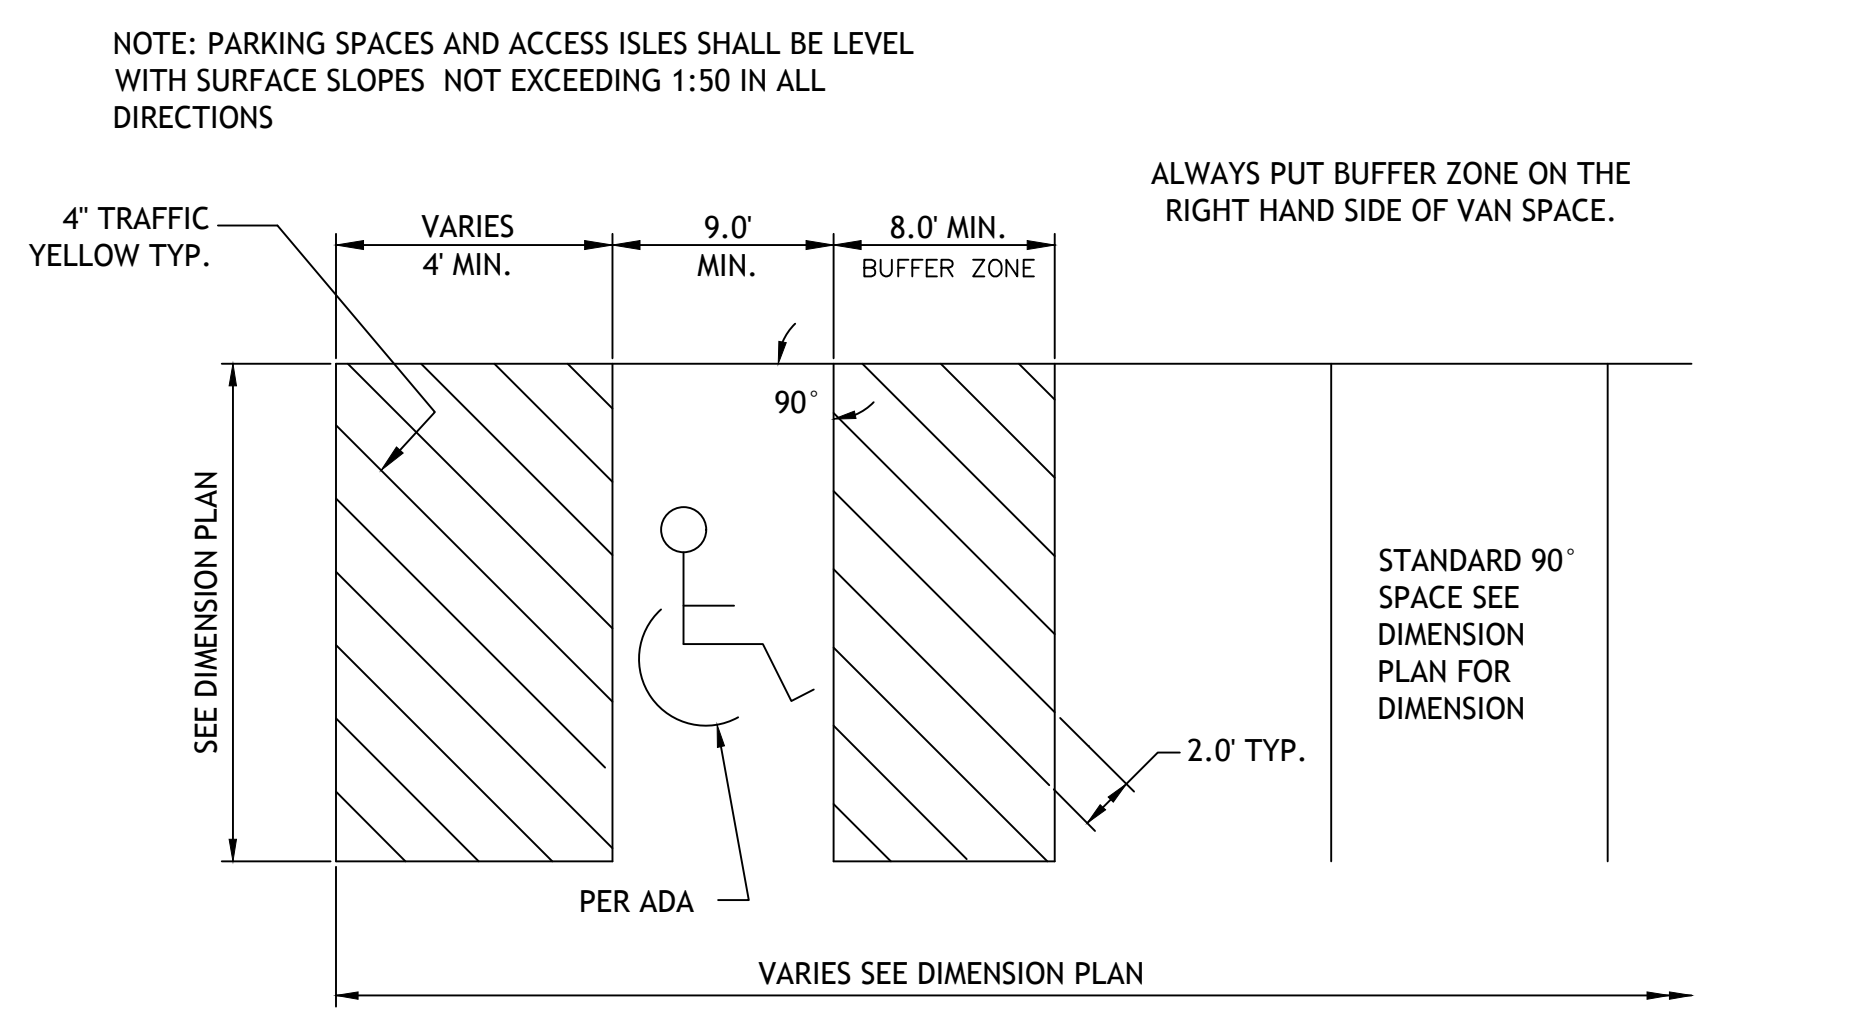 NOTE: PARKING SPACES AND ACCESS ISLES SHALL BE LEVEL
WITH SURFACE SLOPES NOT EXCEEDING 1:50 IN ALL
DIRECTIONS
ALWAYS PUT BUFFER ZONE ON THE
RIGHT HAND SIDE OF VAN SPACE.
4" TRAFFIC
YELLOW TYP.
VARIES
4' MIN.
9.0'
MIN.
8.0' MIN.
BUFFER ZONE
90°
SEE DIMENSION PLAN
STANDARD 90°
SPACE SEE
DIMENSION
PLAN FOR
DIMENSION
2.0' TYP.
PER ADA
VARIES SEE DIMENSION PLAN